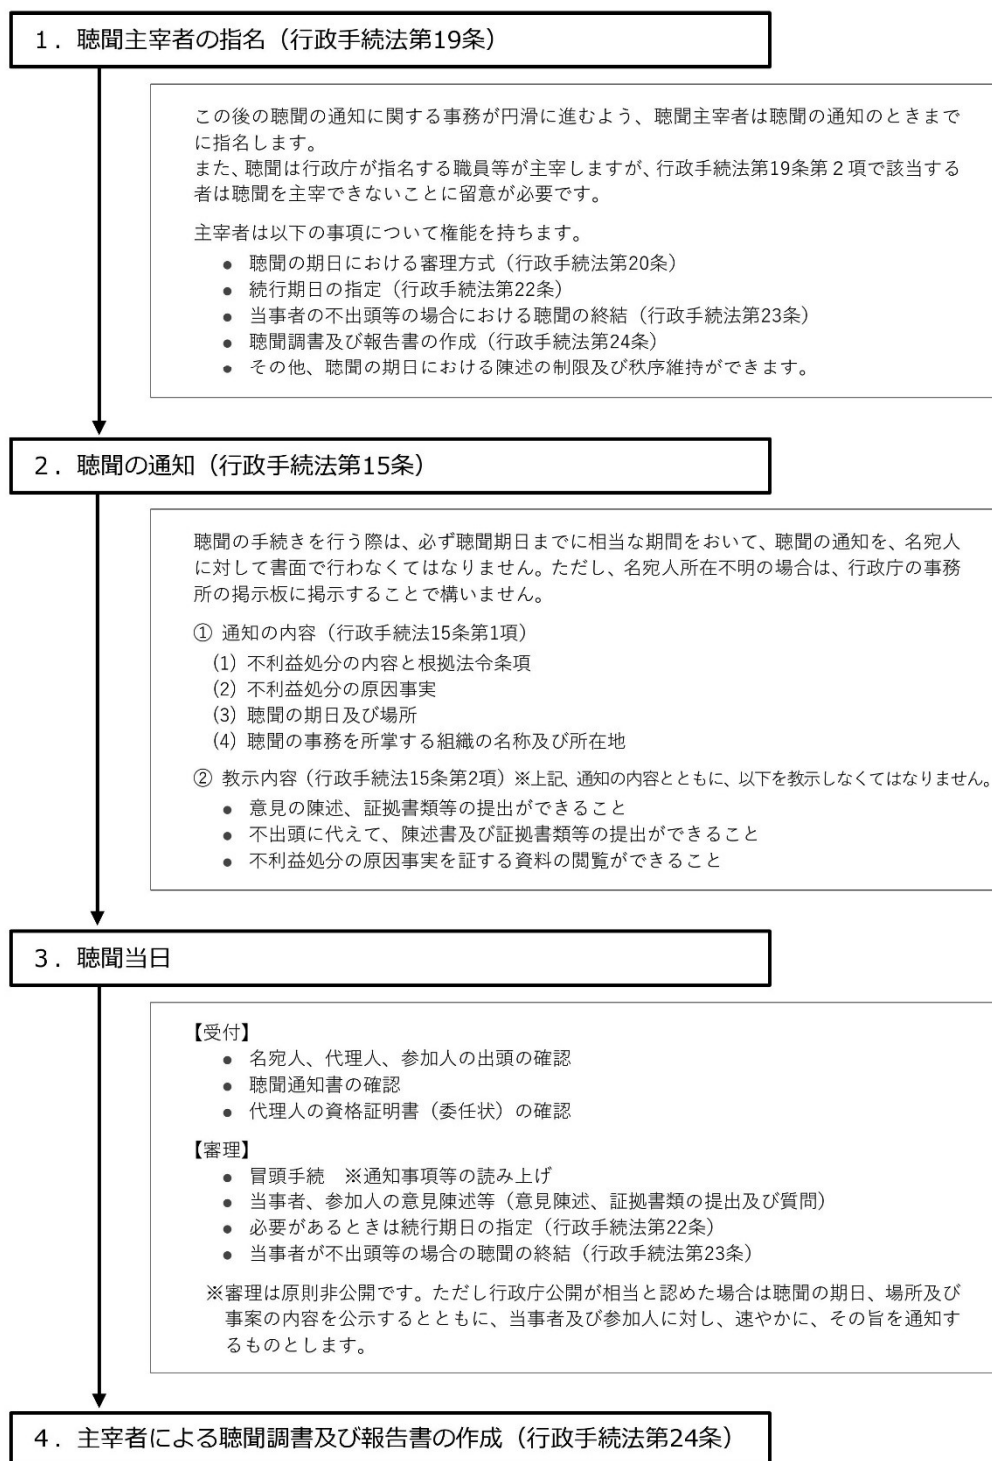 １．聴聞主宰者の指名（行政手続法第19条）
この後の聴聞の通知に関する事務が円滑に進むよう、聴聞主宰者は聴聞の通知のときまで
に指名します。
また、聴聞は行政庁が指名する職員等が主宰しますが、行政手続法第19条第２項で該当する
者は聴聞を主宰できないことに留意が必要です。
主宰者は以下の事項について権能を持ちます。
● 聴聞の期日における審理方式（行政手続法第20条）
● 続行期日の指定（行政手続法第22条）
● 当事者の不出頭等の場合における聴聞の終結（行政手続法第23条）
● 聴聞調書及び報告書の作成（行政手続法第24条）
● その他、聴聞の期日における陳述の制限及び秩序維持ができます。
２．聴聞の通知（行政手続法第15条）
聴聞の手続きを行う際は、必ず聴聞期日までに相当な期間をおいて、聴聞の通知を、名宛人
に対して書面で行わなくてはなりません。ただし、名宛人所在不明の場合は、行政庁の事務
所の掲示板に掲示することで構いません。
① 通知の内容（行政手続法15条第1項）
(1) 不利益処分の内容と根拠法令条項
(2) 不利益処分の原因事実
(3) 聴聞の期日及び場所
(4) 聴聞の事務を所掌する組織の名称及び所在地
② 教示内容（行政手続法15条第2項）※上記、通知の内容とともに、以下を教示しなくてはなりません。
● 意見の陳述、証拠書類等の提出ができること
● 不出頭に代えて、陳述書及び証拠書類等の提出ができること
● 不利益処分の原因事実を証する資料の閲覧ができること
３．聴聞当日
【受付】
● 名宛人、代理人、参加人の出頭の確認
● 聴聞通知書の確認
● 代理人の資格証明書（委任状）の確認
【審理】
● 冒頭手続　※通知事項等の読み上げ
● 当事者、参加人の意見陳述等（意見陳述、証拠書類の提出及び質問）
● 必要があるときは続行期日の指定（行政手続法第22条）
● 当事者が不出頭等の場合の聴聞の終結（行政手続法第23条）
※審理は原則非公開です。ただし行政庁公開が相当と認めた場合は聴聞の期日、場所及び
事案の内容を公示するとともに、当事者及び参加人に対し、速やかに、その旨を通知す
るものとします。
４．主宰者による聴聞調書及び報告書の作成（行政手続法第24条）